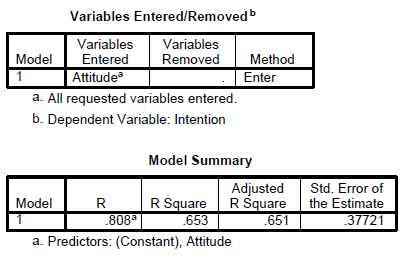 Variables Entered/Removed b
Model Variables Entered Variables Removed Method
1 Attitude a . Enter
a. All requested variables entered.
b. Dependent Variable: Intention
Model Summary
Model R R Square Adjusted R Square Std. Error of the Estimate
1 .808 a .653 .651 .37721
a. Predictors: (Constant), Attitude